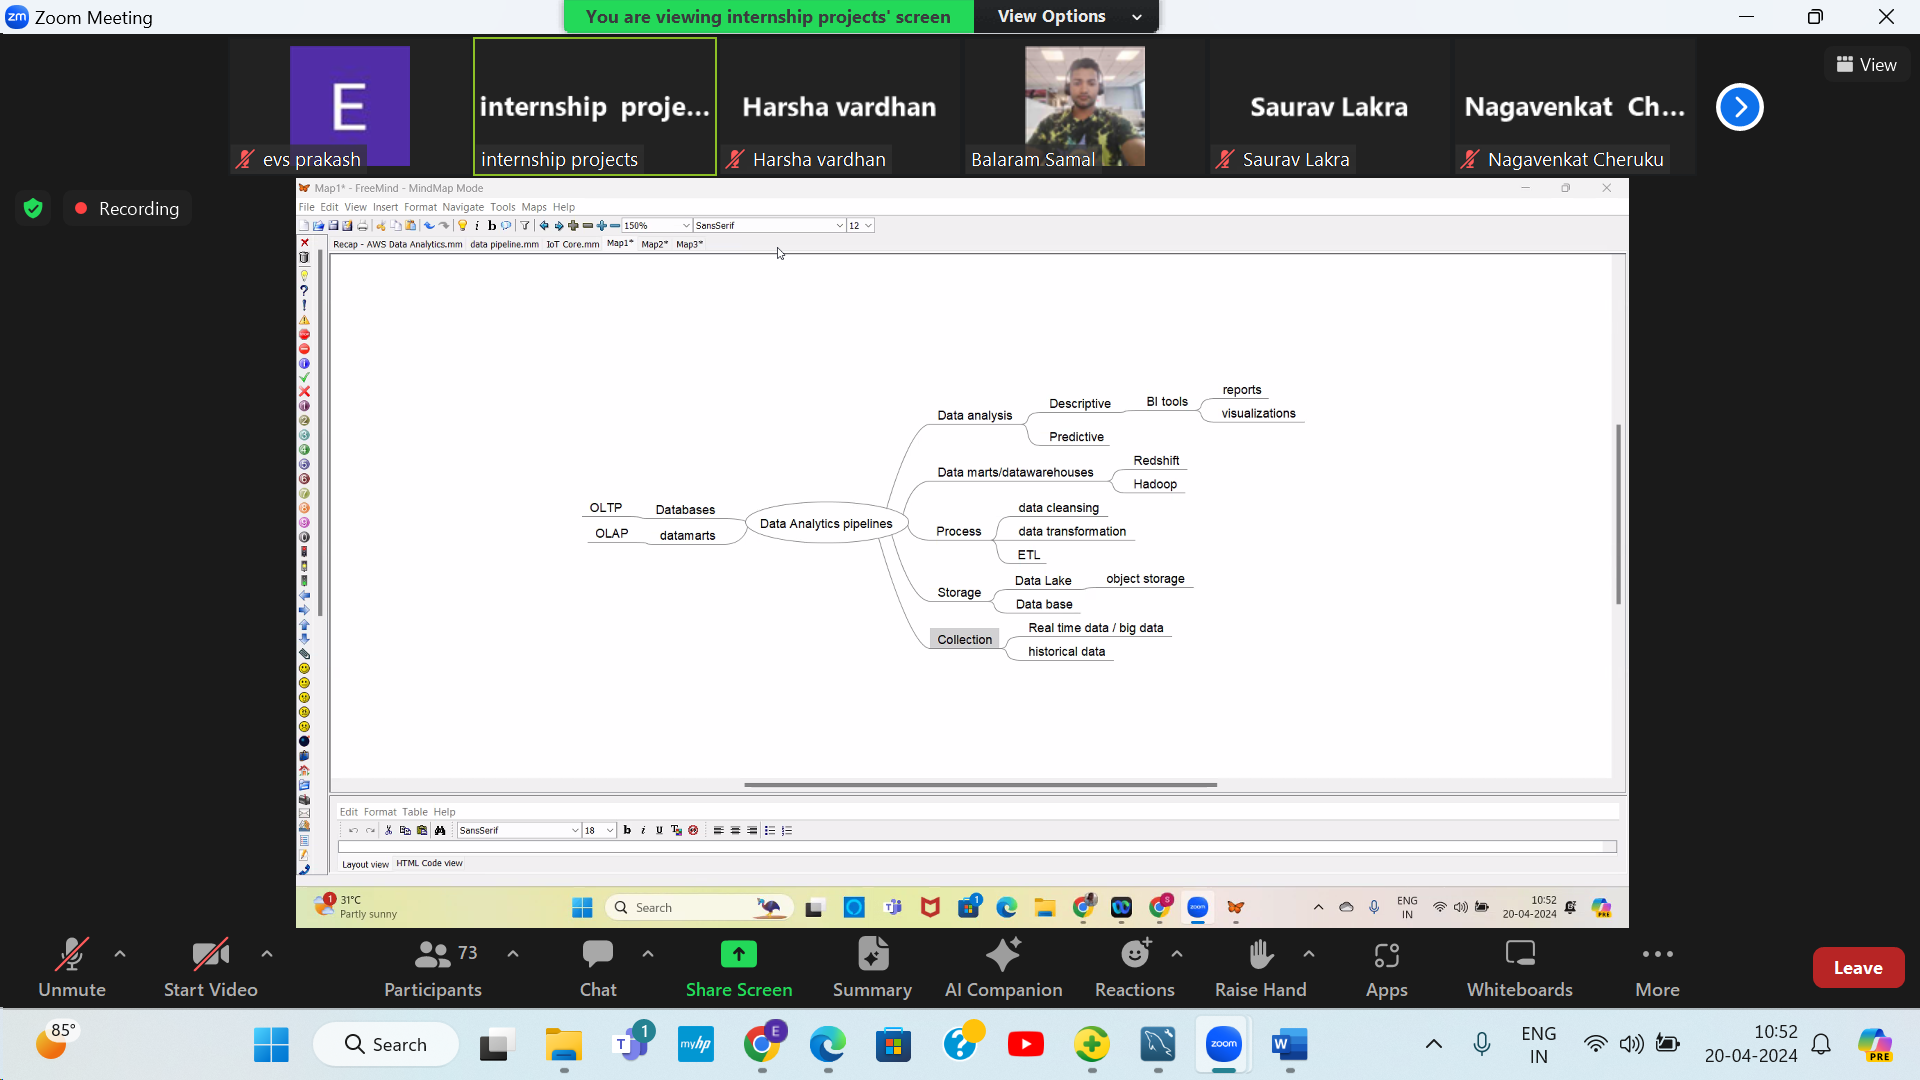 zm Zoom Meeting
You are viewing internship projects' screen
View Options
View
E
evs prakash
internship proje...
internship projects
Harsha vardhan
Harsha vardhan
Balaram Samal
Saurav Lakra
Saurav Lakra
Nagavenkat Ch...
Nagavenkat Cheruku
Recording
Map1* - FreeMind - MindMap Mode
File Edit View Insert Format Navigate Tools Maps Help
150% SansSerif 12
Recap - AWS Data Analytics.mm data pipeline.mm IoT Core.mm Map1* Map2* Map3*
reports
Descriptive BI tools
Data analysis visualizations
Predictive
Redshift
Data marts/datawarehouses
Hadoop
OLTP Databases data cleansing
Data Analytics pipelines
OLAP datamarts Process data transformation
ETL
Data Lake object storage
Storage
Data base
Real time data / big data
Collection
historical data
Edit Format Table Help
SansSerif 18 b i U
Layout view HTML Code view
1 31°C
Partly sunny
Search
zoom
ENG
IN
10:52
20-04-2024
PRE
Unmute
Start Video
73
Participants
Chat
Share Screen
Summary
AI Companion
Reactions
Raise Hand
Apps
Whiteboards
More
Leave
85°
Search
1
T
myhp
E
?
zoom
W
ENG
IN
10:52
20-04-2024
PRE